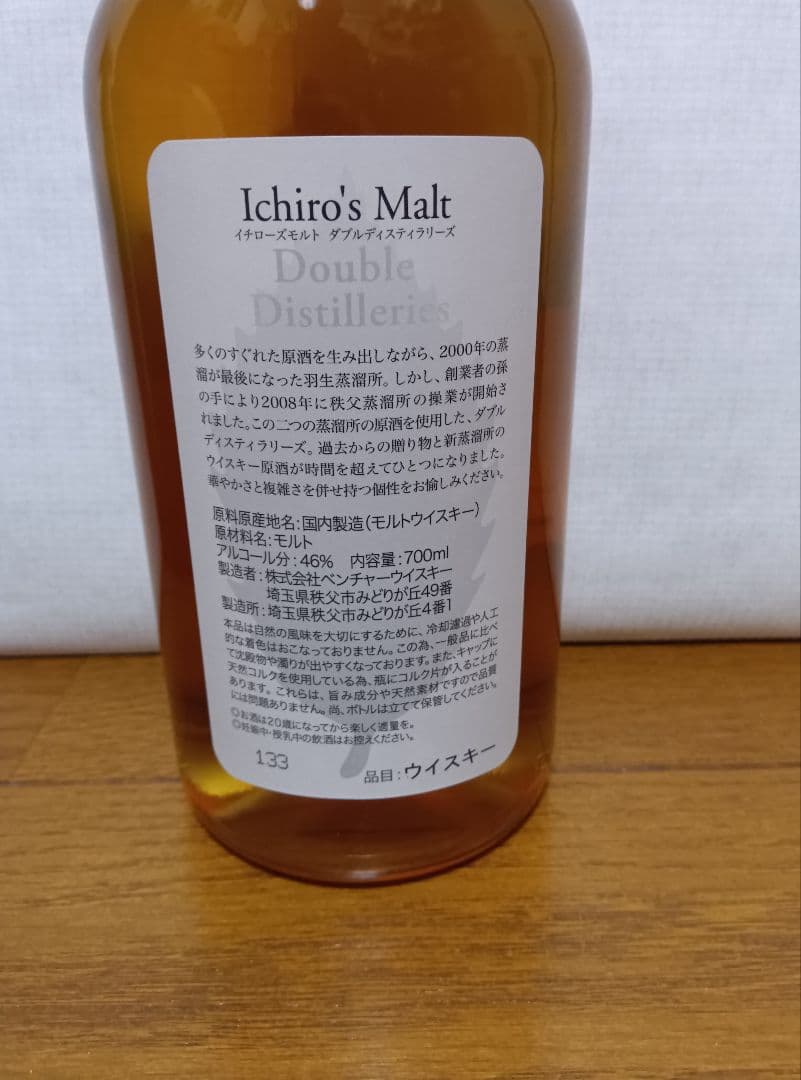 Ichiro's Malt
イチローズモルト ダブルディスティラリーズ
Double
Distilleries
多くのすぐれた原酒を生み出しながら、2000年の蒸
溜が最後になった羽生蒸溜所。しかし、創業者の孫
の手により2008年に秩父蒸溜所の操業が開始さ
れました。この二つの蒸溜所の原酒を使用した、ダブル
ディスティラリーズ。過去からの贈り物と新蒸溜所の
ウイスキー原酒が時間を超えてひとつになりました。
華やかさと複雑さを併せ持つ個性をお愉しみください。
原料原産地名:国内製造(モルトウイスキー)
原材料名:モルト
アルコール分:46% 内容量:700ml
製造者:株式会社ベンチャーウイスキー
埼玉県秩父市みどりが丘49番
製造所:埼玉県秩父市みどりが丘4番1
本品は自然の風味を大切にするために、冷却濾過や人工
的な着色はおこなっておりません。この為、一般品に比べ
て沈殿物や濁りが出やすくなっております。また、キャップに
天然コルクを使用している為、瓶にコルク片が入ることが
あります。これらは、旨み成分や天然素材ですので品質
には問題ありません。尚、ボトルは立てて保管してください。
◎お酒は20歳になってから楽しく適量を。
◎妊娠中・授乳中の飲酒はお控えください。
133
品目:ウイスキー